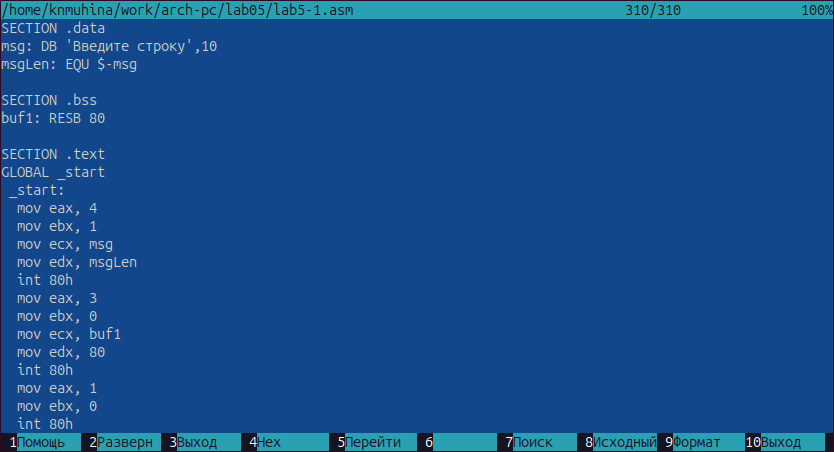 /home/knmuhina/work/arch-pc/lab05/lab5-1.asm 310/310 100%
SECTION .data
msg: DB 'Введите строку',10
msgLen: EQU $-msg

SECTION .bss
buf1: RESB 80

SECTION .text
GLOBAL _start
 _start:
  mov eax, 4
  mov ebx, 1
  mov ecx, msg
  mov edx, msgLen
  int 80h
  mov eax, 3
  mov ebx, 0
  mov ecx, buf1
  mov edx, 80
  int 80h
  mov eax, 1
  mov ebx, 0
  int 80h
1Помощь 2Разверн 3Выход 4Hex 5Перейти 6 7Поиск 8Исходный 9Формат 10Выход